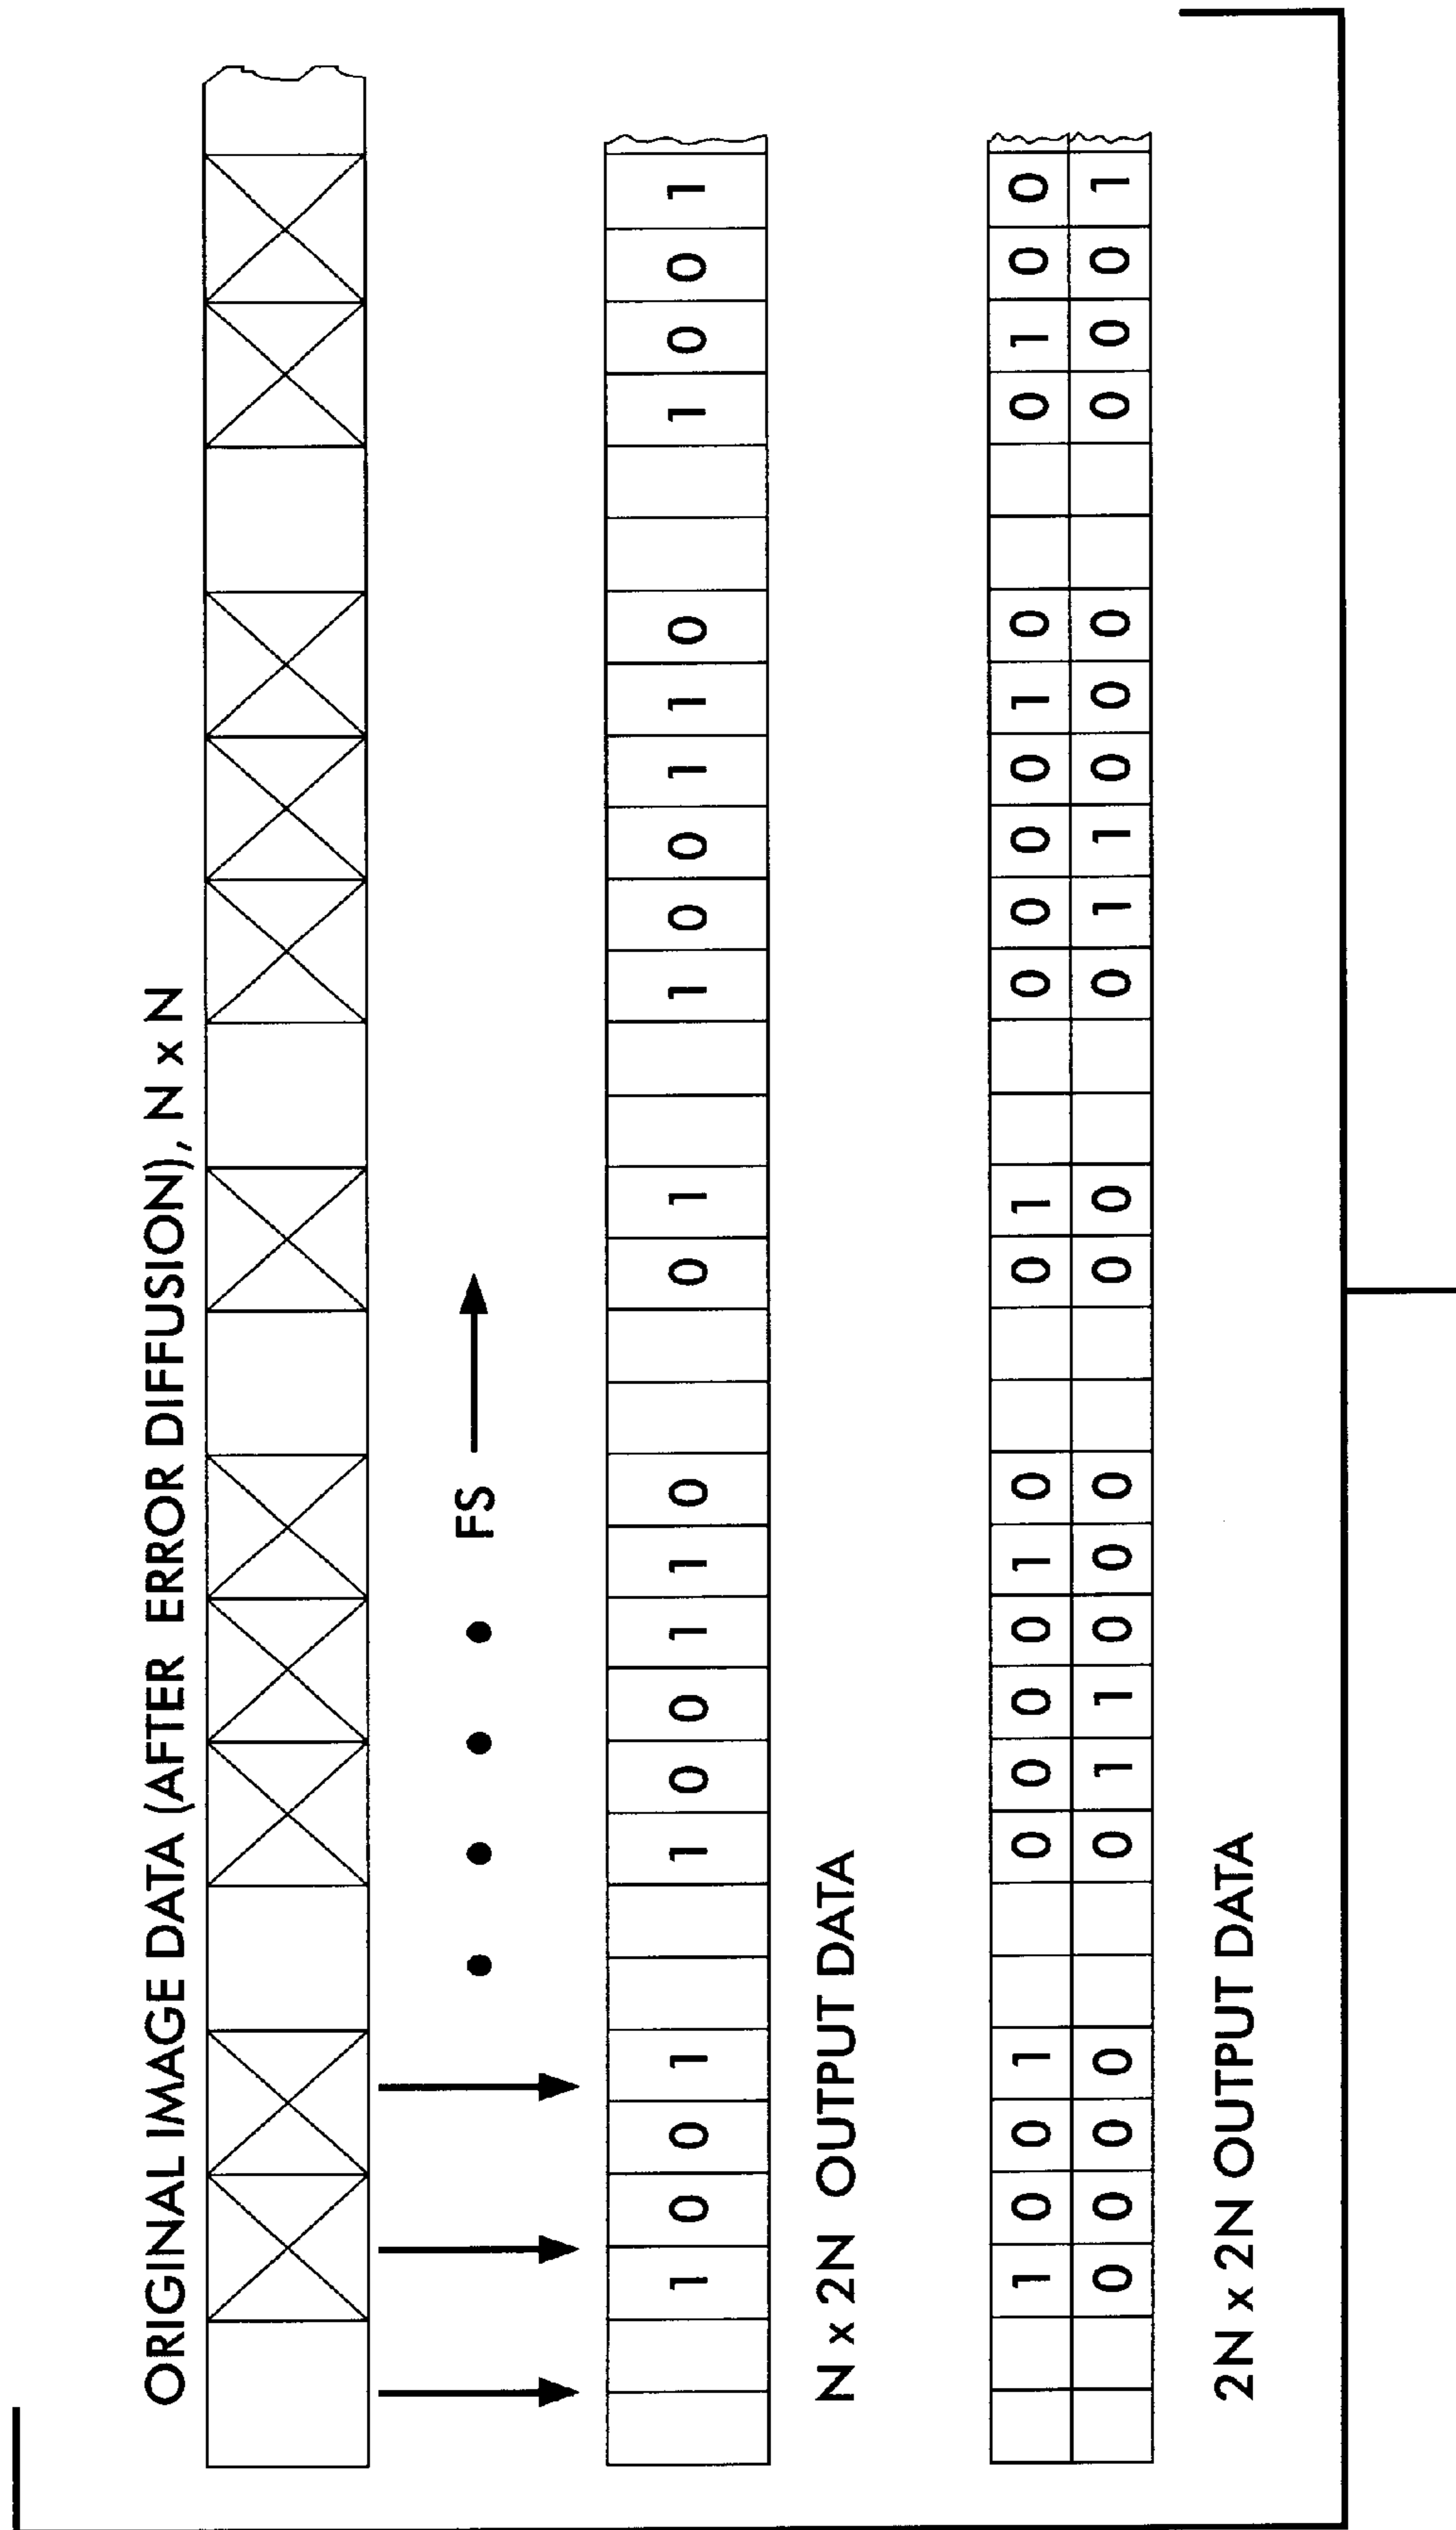 ORIGINAL IMAGE DATA (AFTER ERROR DIFFUSION), N x N
FS
1 0 0 1 1 0 0 1 1 0 0 1 1 0 0 1 1 0 1 0 0 1
N x 2N OUTPUT DATA
1 0 0 1 0 0 0 0 1 0 0 1 0 0 0 0 1 0 0 1 0 0
0 0 0 0 0 1 1 0 0 0 0 0 0 1 1 0 0 0 0 0 0 1
2N x 2N OUTPUT DATA